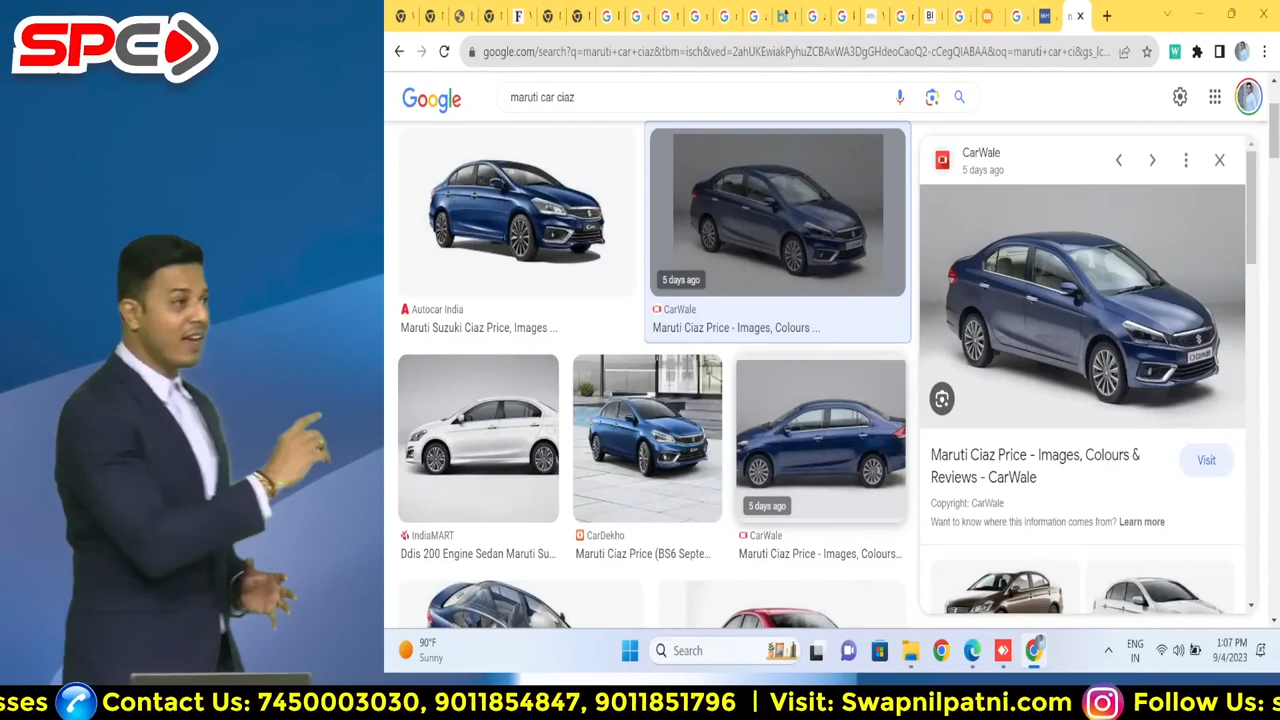 SPC
google.com/search?q=maruti+car+ciaz&tbm=isch&ved=2ahUKEwiakPyhuZCBAxWA3DgGHdeoCaoQ2-cCegQIABAA&oq=maruti+car+ci&gs_lc...
Google
maruti car ciaz
5 days ago
Autocar India
Maruti Suzuki Ciaz Price, Images ...
CarWale
Maruti Ciaz Price - Images, Colours ...
CarWale
5 days ago
Maruti Ciaz Price - Images, Colours &
Reviews - CarWale
Visit
Copyright: CarWale
Want to know where this information comes from? Learn more
5 days ago
IndiaMART
Ddis 200 Engine Sedan Maruti Su...
CarDekho
Maruti Ciaz Price (BS6 Septe...
CarWale
Maruti Ciaz Price - Images, Colours...
90°F
Sunny
Search
ENG
IN
1:07 PM
9/4/2023
sses Contact Us: 7450003030, 9011854847, 9011851796 | Visit: Swapnilpatni.com Follow Us: s